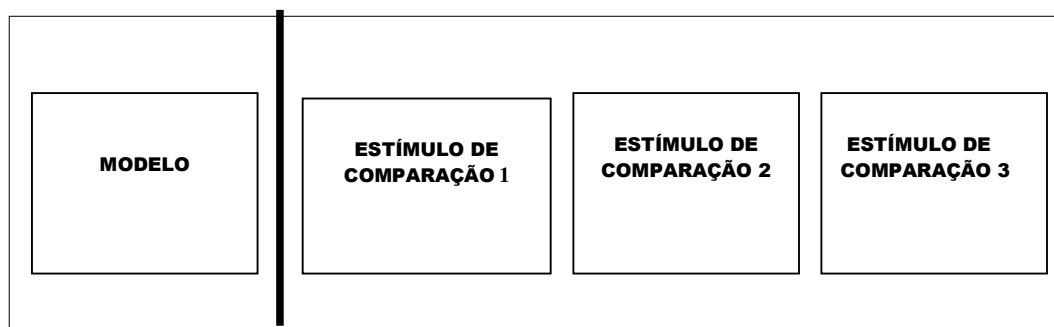 MODELO
ESTÍMULO DE
COMPARAÇÃO 1
ESTÍMULO DE
COMPARAÇÃO 2
ESTÍMULO DE
COMPARAÇÃO 3